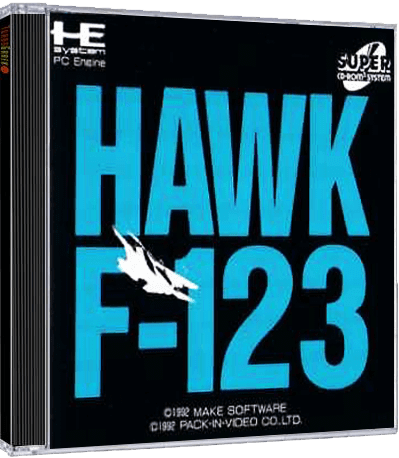 HE
System
PC Engine
SUPER
CD-ROM² SYSTEM
HAWK
F-123
©1992 MAKE SOFTWARE
©1992 PACK-IN-VIDEO CO.,LTD.